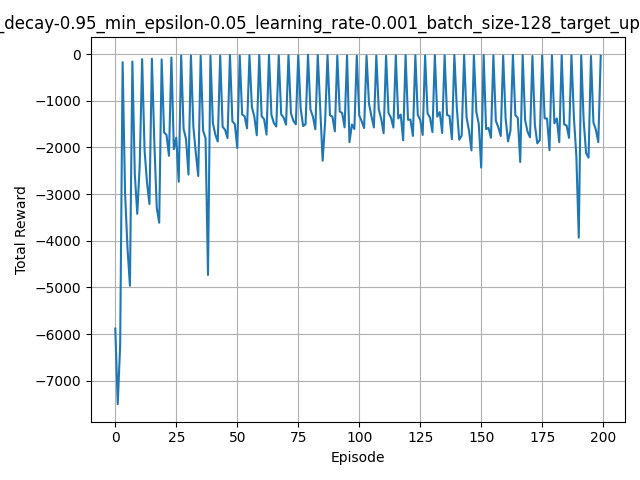 _decay-0.95_min_epsilon-0.05_learning_rate-0.001_batch_size-128_target_up
0
−1000
−2000
−3000
−4000
−5000
−6000
−7000
Total Reward
0 25 50 75 100 125 150 175 200
Episode